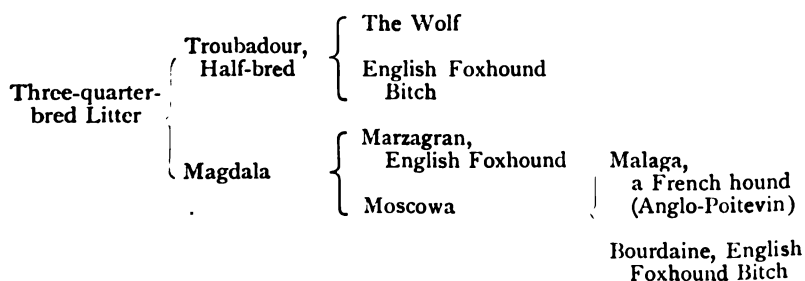 Three-quarter-
bred Litter
Troubadour,
Half-bred
The Wolf
English Foxhound
Bitch
Magdala
Marzagran,
English Foxhound
Moscowa
Malaga,
a French hound
(Anglo-Poitevin)
Bourdaine, English
Foxhound Bitch